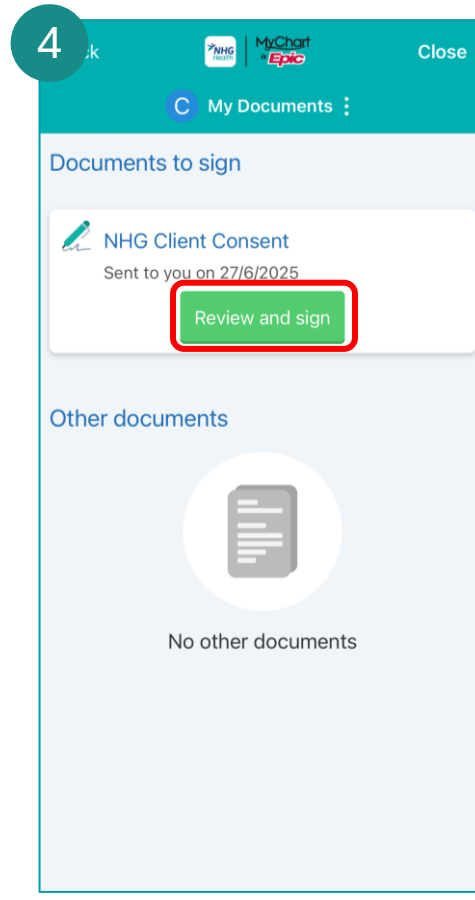 4
ck
NHG
Health
MyChart
Epic
Close
C My Documents
Documents to sign
NHG Client Consent
Sent to you on 27/6/2025
Review and sign
Other documents
No other documents